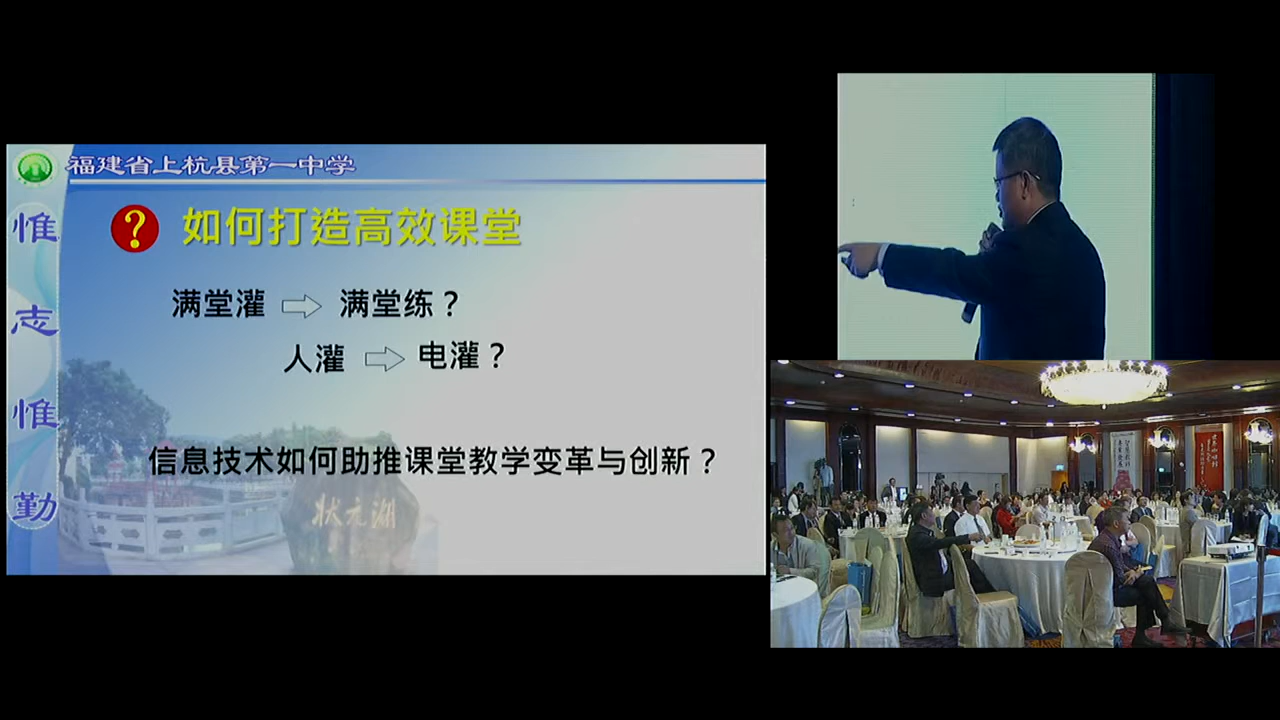 福建省上杭县第一中学
惟
志
惟
勤
? 如何打造高效课堂
满堂灌 ⇨ 满堂练？
人灌 ⇨ 电灌？
信息技术如何助推课堂教学变革与创新？
状元湖